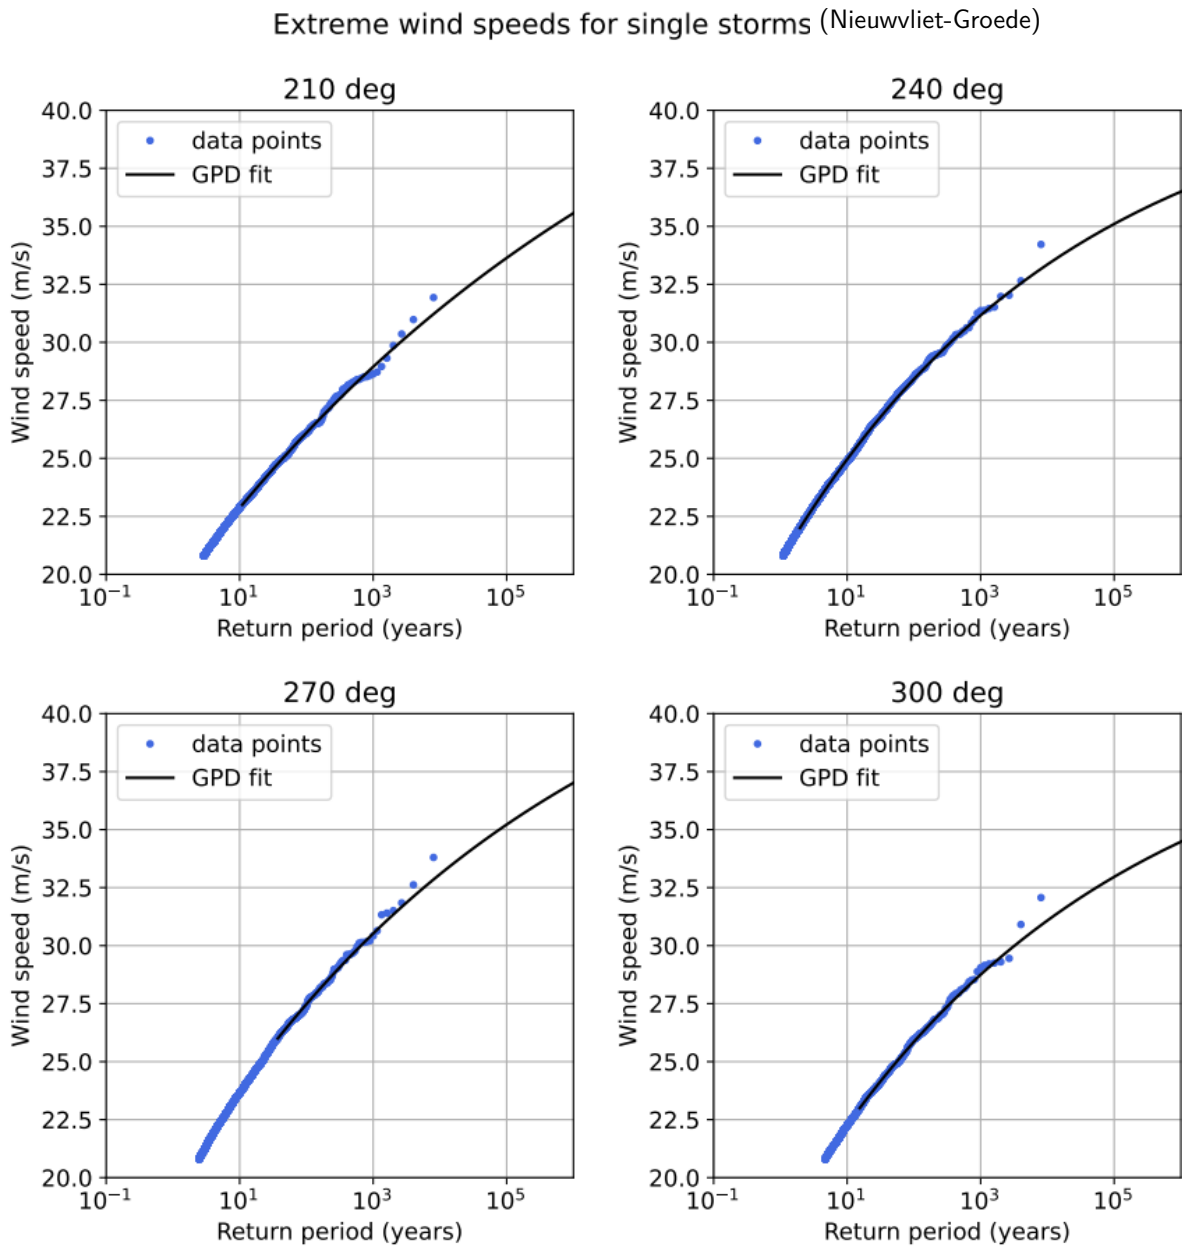 Extreme wind speeds for single storms (Nieuwvliet-Groede)
210 deg
240 deg
40.0
37.5
35.0
32.5
30.0
27.5
25.0
22.5
20.0
Wind speed (m/s)
data points
GPD fit
10⁻¹ 10¹ 10³ 10⁵
Return period (years)
40.0
37.5
35.0
32.5
30.0
27.5
25.0
22.5
20.0
Wind speed (m/s)
data points
GPD fit
10⁻¹ 10¹ 10³ 10⁵
Return period (years)
270 deg
300 deg
40.0
37.5
35.0
32.5
30.0
27.5
25.0
22.5
20.0
Wind speed (m/s)
data points
GPD fit
10⁻¹ 10¹ 10³ 10⁵
Return period (years)
40.0
37.5
35.0
32.5
30.0
27.5
25.0
22.5
20.0
Wind speed (m/s)
data points
GPD fit
10⁻¹ 10¹ 10³ 10⁵
Return period (years)